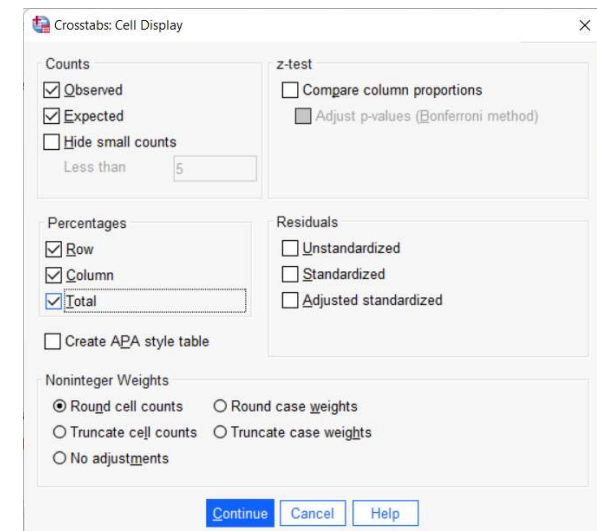 Crosstabs: Cell Display
Counts
Observed
Expected
Hide small counts
Less than 5
z-test
Compare column proportions
Adjust p-values (Bonferroni method)
Percentages
Row
Column
Total
Residuals
Unstandardized
Standardized
Adjusted standardized
Create APA style table
Noninteger Weights
Round cell counts Round case weights
Truncate cell counts Truncate case weights
No adjustments
Continue Cancel Help